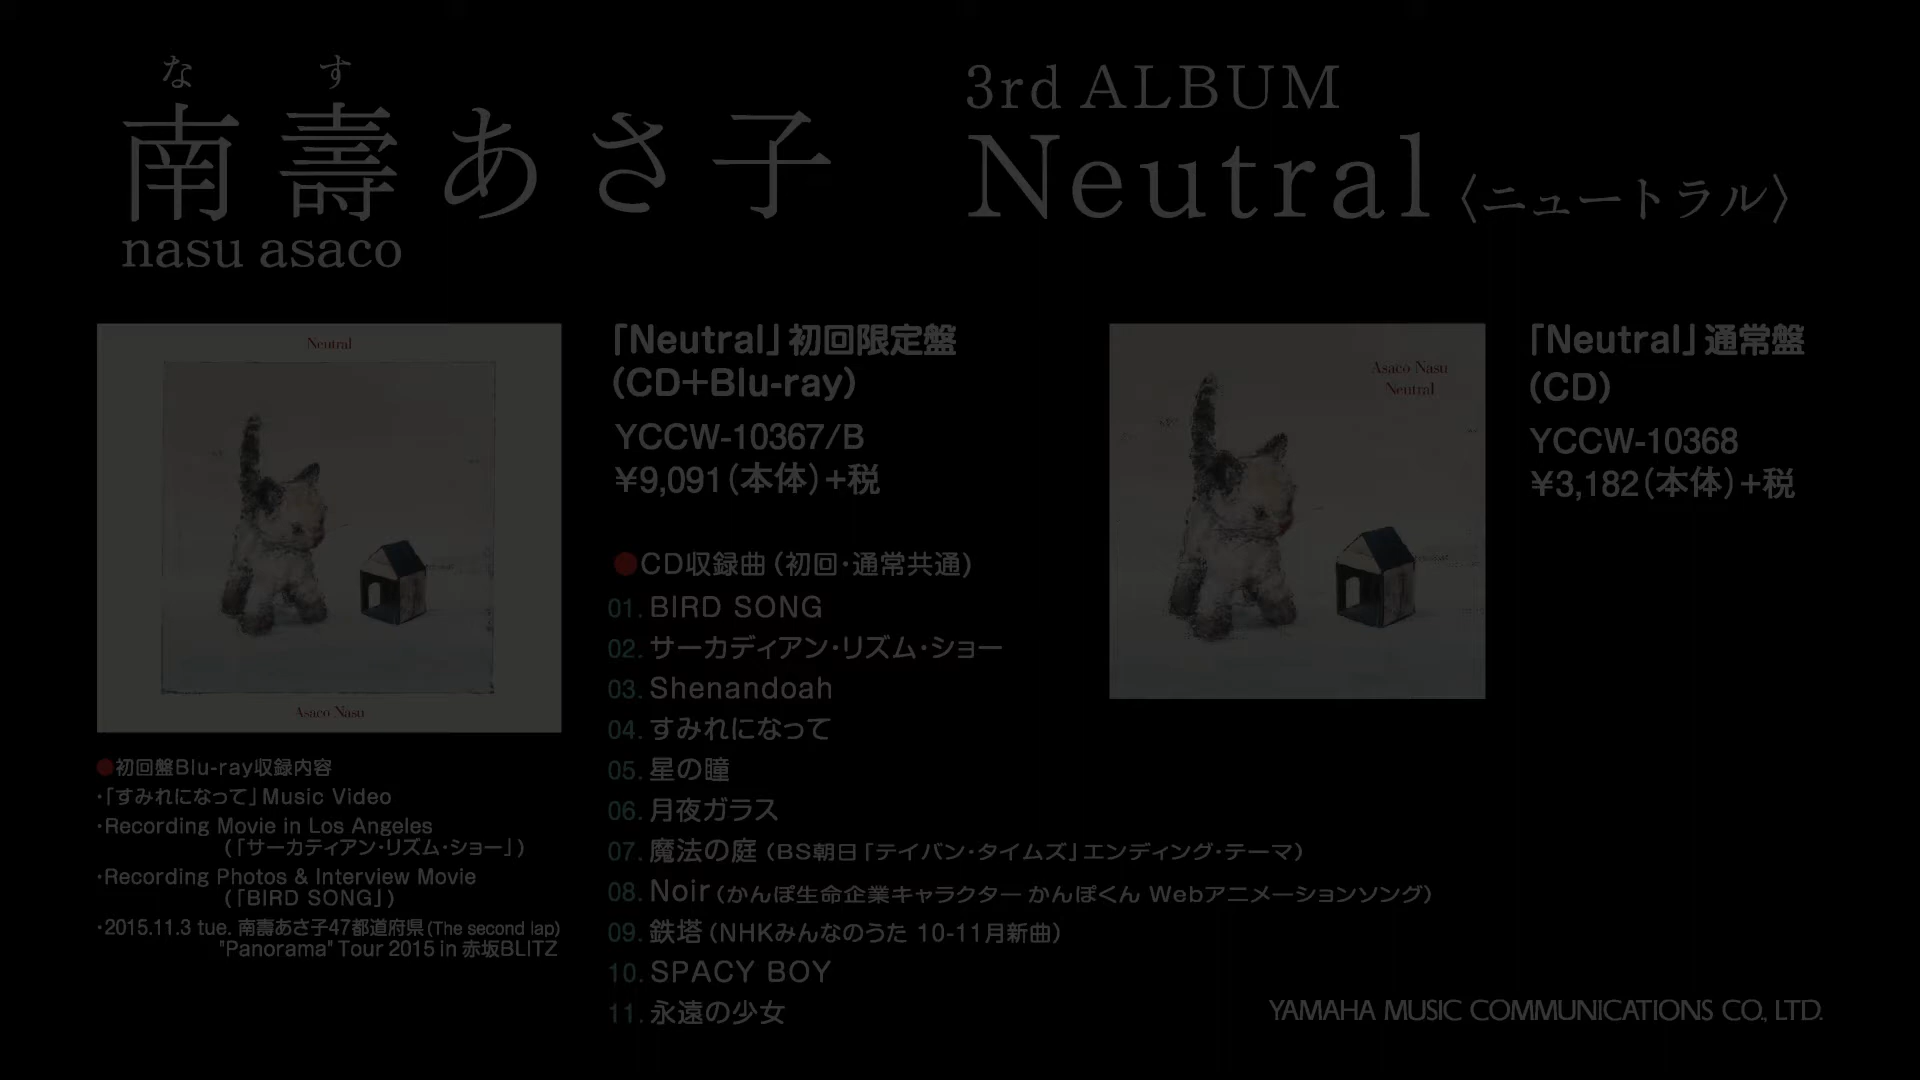 なす
南壽あさ子
nasu asaco
3rd ALBUM
Neutral〈ニュートラル〉
Neutral
Asaco Nasu
●初回盤Blu-ray収録内容
・「すみれになって」Music Video
・Recording Movie in Los Angeles
(「サーカディアン・リズム・ショー」)
・Recording Photos & Interview Movie
(「BIRD SONG」)
・2015.11.3 tue. 南壽あさ子47都道府県(The second lap)
"Panorama" Tour 2015 in 赤坂BLITZ
「Neutral」初回限定盤
(CD+Blu-ray)
YCCW-10367/B
¥9,091(本体)+税
●CD収録曲(初回・通常共通)
01. BIRD SONG
02. サーカディアン・リズム・ショー
03. Shenandoah
04. すみれになって
05. 星の瞳
06. 月夜ガラス
07. 魔法の庭(BS朝日「テイバン・タイムズ」エンディング・テーマ)
08. Noir(かんぽ生命企業キャラクター かんぽくん Webアニメーションソング)
09. 鉄塔(NHKみんなのうた 10-11月新曲)
10. SPACY BOY
11. 永遠の少女
Asaco Nasu
Neutral
「Neutral」通常盤
(CD)
YCCW-10368
¥3,182(本体)+税
YAMAHA MUSIC COMMUNICATIONS CO., LTD.